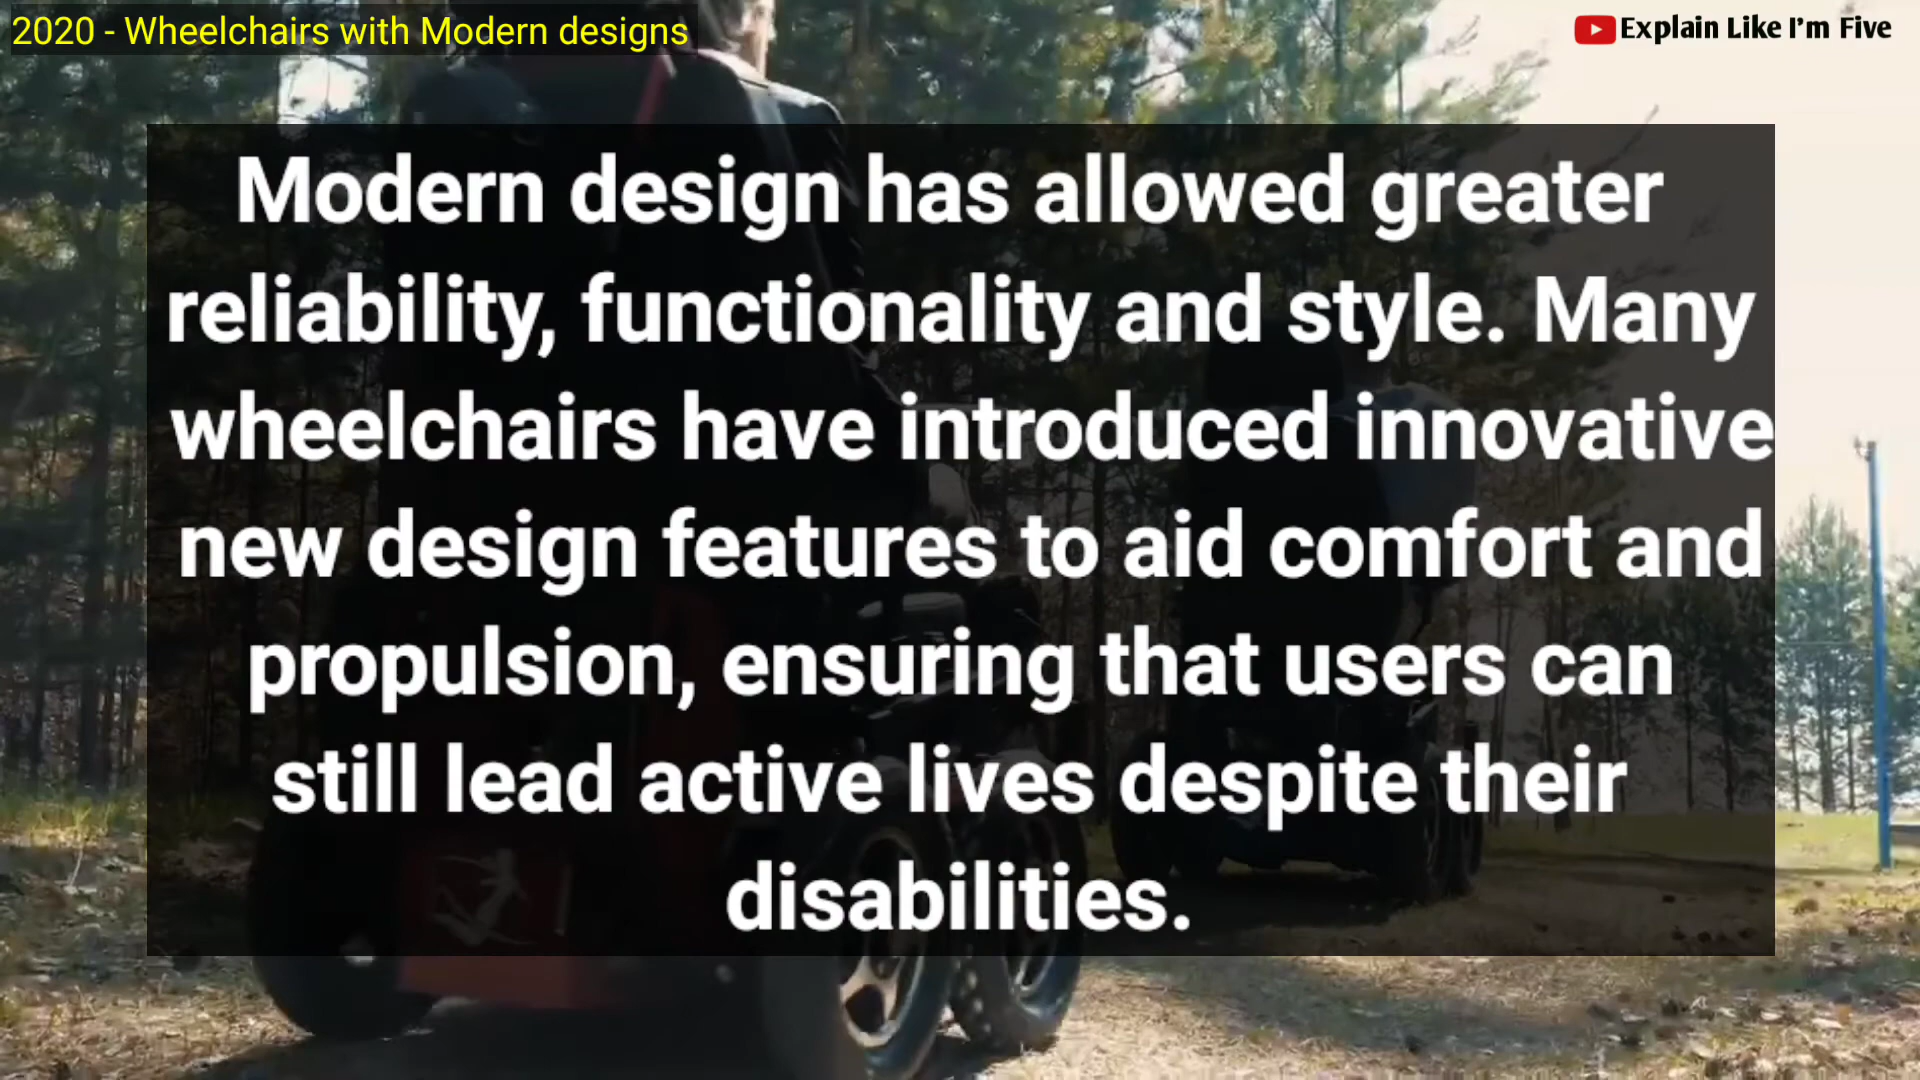 2020 - Wheelchairs with Modern designs
Explain Like I'm Five
Modern design has allowed greater
reliability, functionality and style. Many
wheelchairs have introduced innovative
new design features to aid comfort and
propulsion, ensuring that users can
still lead active lives despite their
disabilities.